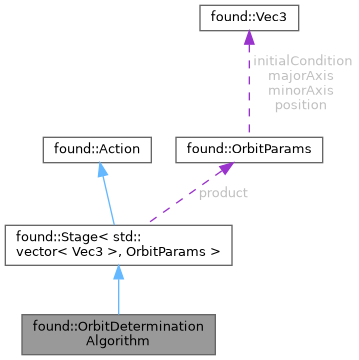 found::Vec3
initialCondition
majorAxis
minorAxis
position
found::Action
found::OrbitParams
product
found::Stage< std::
vector< Vec3 >, OrbitParams >
found::OrbitDetermination
Algorithm